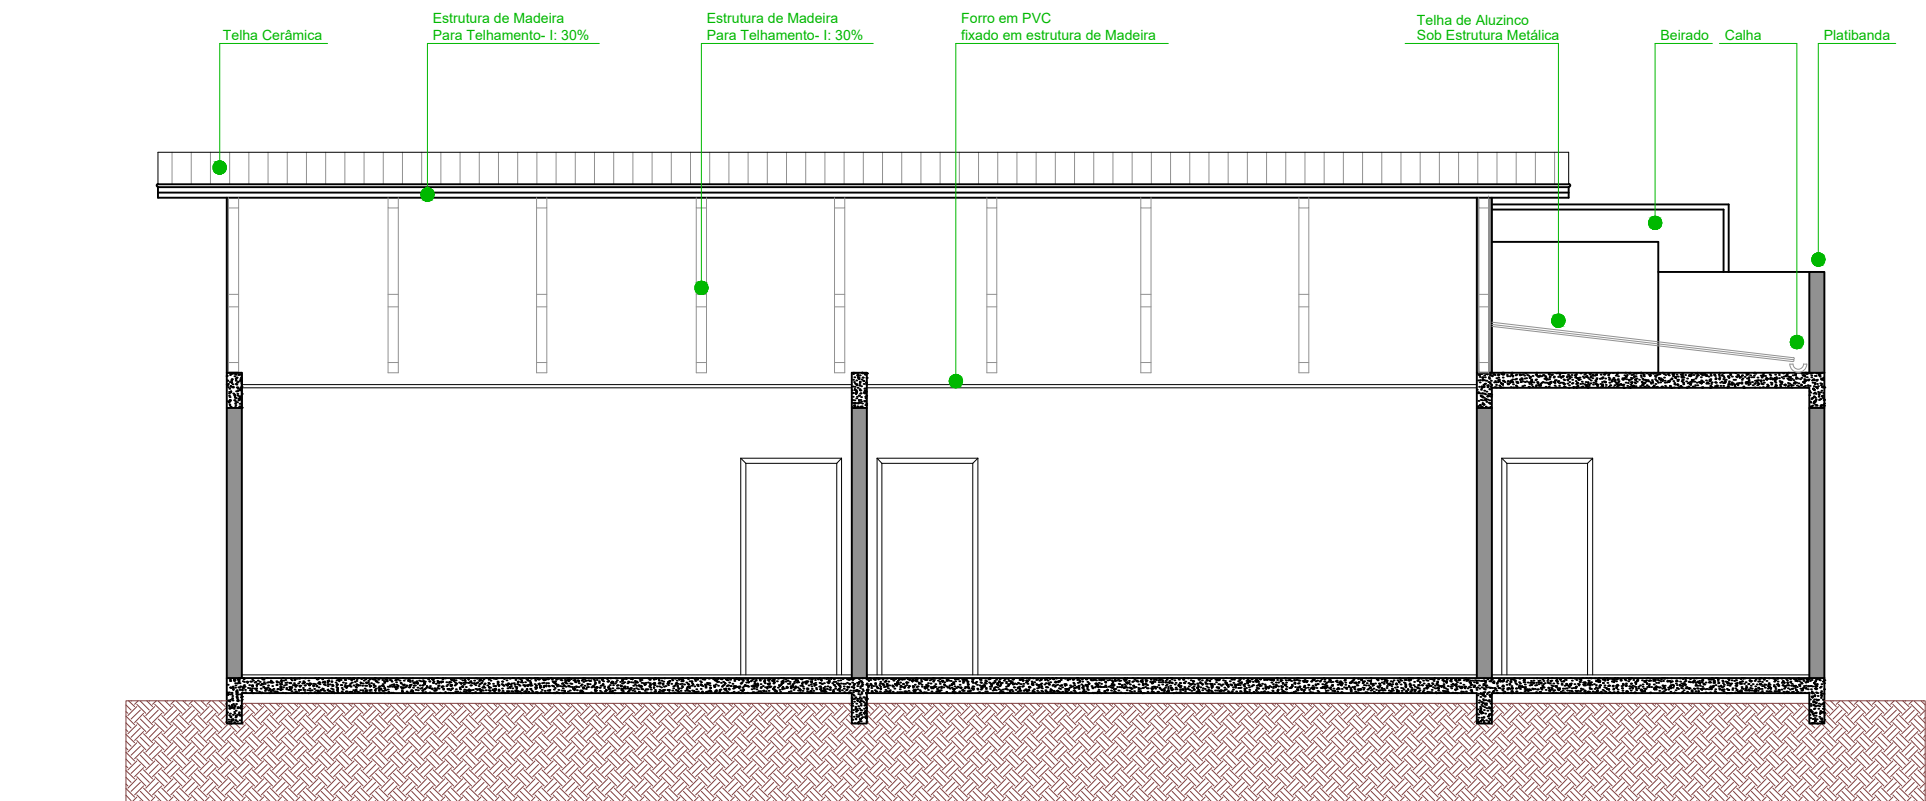 Telha Cerâmica
Estrutura de Madeira
Para Telhamento- I: 30%
Estrutura de Madeira
Para Telhamento- I: 30%
Forro em PVC
fixado em estrutura de Madeira
Telha de Aluzinco
Sob Estrutura Metálica
Beirado
Calha
Platibanda